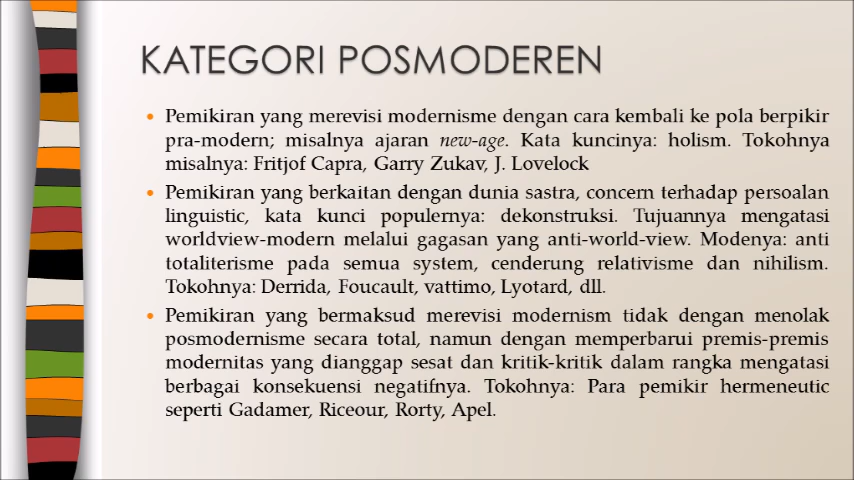 KATEGORI POSMODEREN
• Pemikiran yang merevisi modernisme dengan cara kembali ke pola berpikir
pra-modern; misalnya ajaran new-age. Kata kuncinya: holism. Tokohnya
misalnya: Fritjof Capra, Garry Zukav, J. Lovelock
• Pemikiran yang berkaitan dengan dunia sastra, concern terhadap persoalan
linguistic, kata kunci populernya: dekonstruksi. Tujuannya mengatasi
worldview-modern melalui gagasan yang anti-world-view. Modenya: anti
totaliterisme pada semua system, cenderung relativisme dan nihilism.
Tokohnya: Derrida, Foucault, vattimo, Lyotard, dll.
• Pemikiran yang bermaksud merevisi modernism tidak dengan menolak
posmodernisme secara total, namun dengan memperbarui premis-premis
modernitas yang dianggap sesat dan kritik-kritik dalam rangka mengatasi
berbagai konsekuensi negatifnya. Tokohnya: Para pemikir hermeneutic
seperti Gadamer, Riceour, Rorty, Apel.